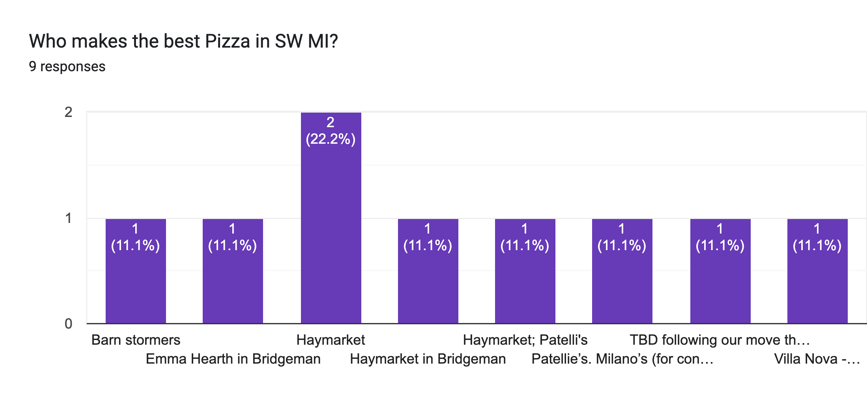 Who makes the best Pizza in SW MI?
9 responses
2
2
(22.2%)
1
1
(11.1%)
1
(11.1%)
1
(11.1%)
1
(11.1%)
1
(11.1%)
1
(11.1%)
1
(11.1%)
0
Barn stormers
Haymarket
Haymarket; Patelli's
TBD following our move th…
Emma Hearth in Bridgeman
Haymarket in Bridgeman
Patellie’s. Milano’s (for con…
Villa Nova -…